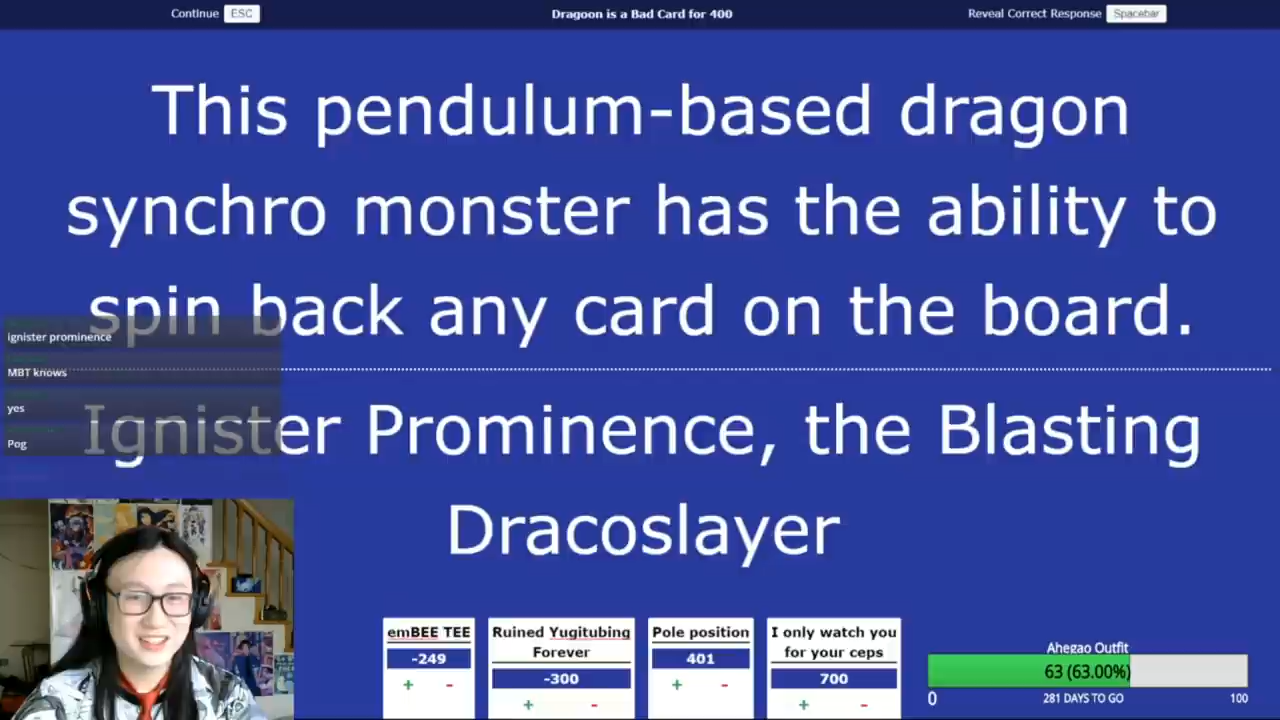 Continue ESC
Dragoon is a Bad Card for 400
Reveal Correct Response Spacebar
This pendulum-based dragon
synchro monster has the ability to
spin back any card on the board.
ignister prominence
MBT knows
yes
Pog
Ignister Prominence, the Blasting
Dracoslayer
emBEE TEE
-249
+ -
Ruined Yugitubing
Forever
-300
+ -
Pole position
401
+ -
I only watch you
for your ceps
700
+ -
Ahegao Outfit
63 (63.00%)
0 281 DAYS TO GO 100